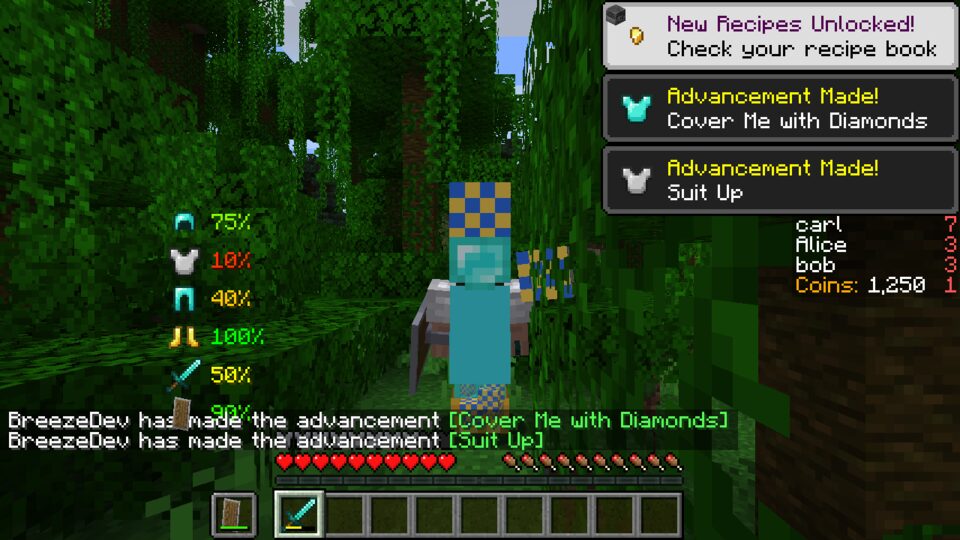 New Recipes Unlocked!
Check your recipe book
Advancement Made!
Cover Me with Diamonds
Advancement Made!
Suit Up
carl 7
Alice 3
bob 3
Coins: 1,250 1
75%
10%
40%
100%
50%
90%
BreezeDev has made the advancement [Cover Me with Diamonds]
BreezeDev has made the advancement [Suit Up]